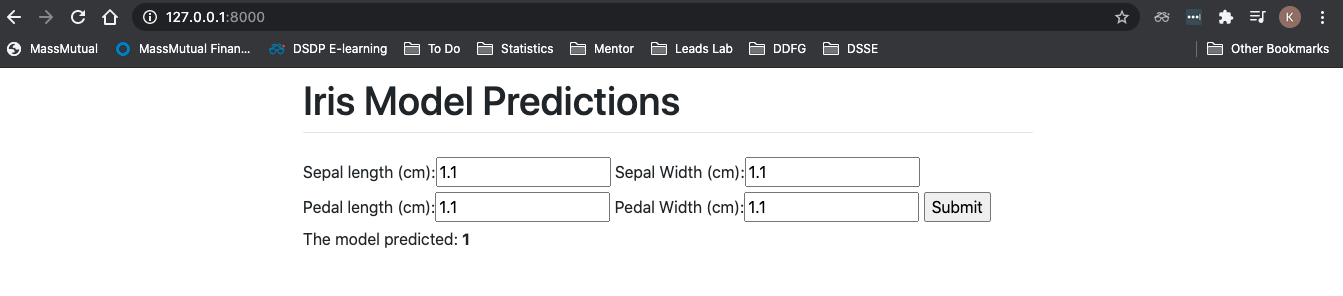 127.0.0.1:8000
K
MassMutual MassMutual Finan... DSDP E-learning To Do Statistics Mentor Leads Lab DDFG DSSE Other Bookmarks
Iris Model Predictions
Sepal length (cm): 1.1 Sepal Width (cm): 1.1
Pedal length (cm): 1.1 Pedal Width (cm): 1.1 Submit
The model predicted: 1